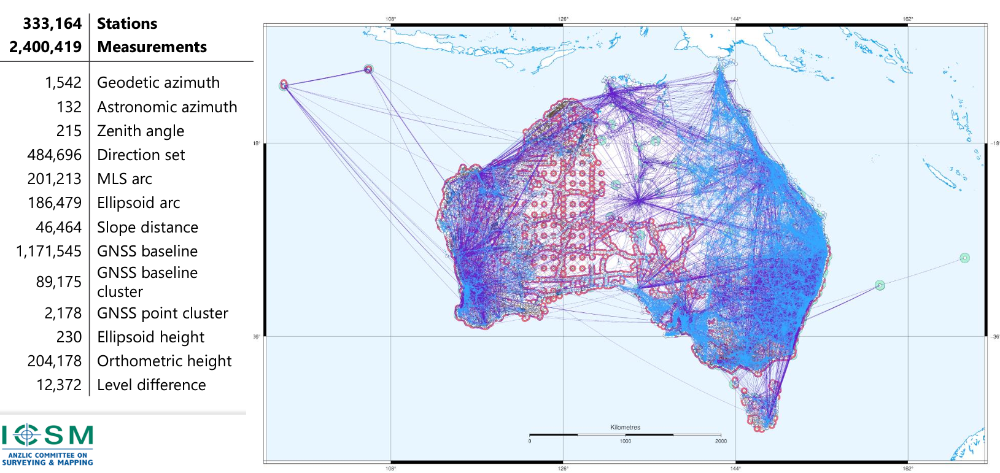 333,164 Stations
2,400,419 Measurements
1,542 Geodetic azimuth
132 Astronomic azimuth
215 Zenith angle
484,696 Direction set
201,213 MLS arc
186,479 Ellipsoid arc
46,464 Slope distance
1,171,545 GNSS baseline
89,175 GNSS baseline
cluster
2,178 GNSS point cluster
230 Ellipsoid height
204,178 Orthometric height
12,372 Level difference
ICSM
ANZLIC COMMITTEE ON
SURVEYING & MAPPING
108° 126° 144° 162°
18° -18°
36° -36°
Kilometres
0 1000 2000
108° 126° 144° 162°